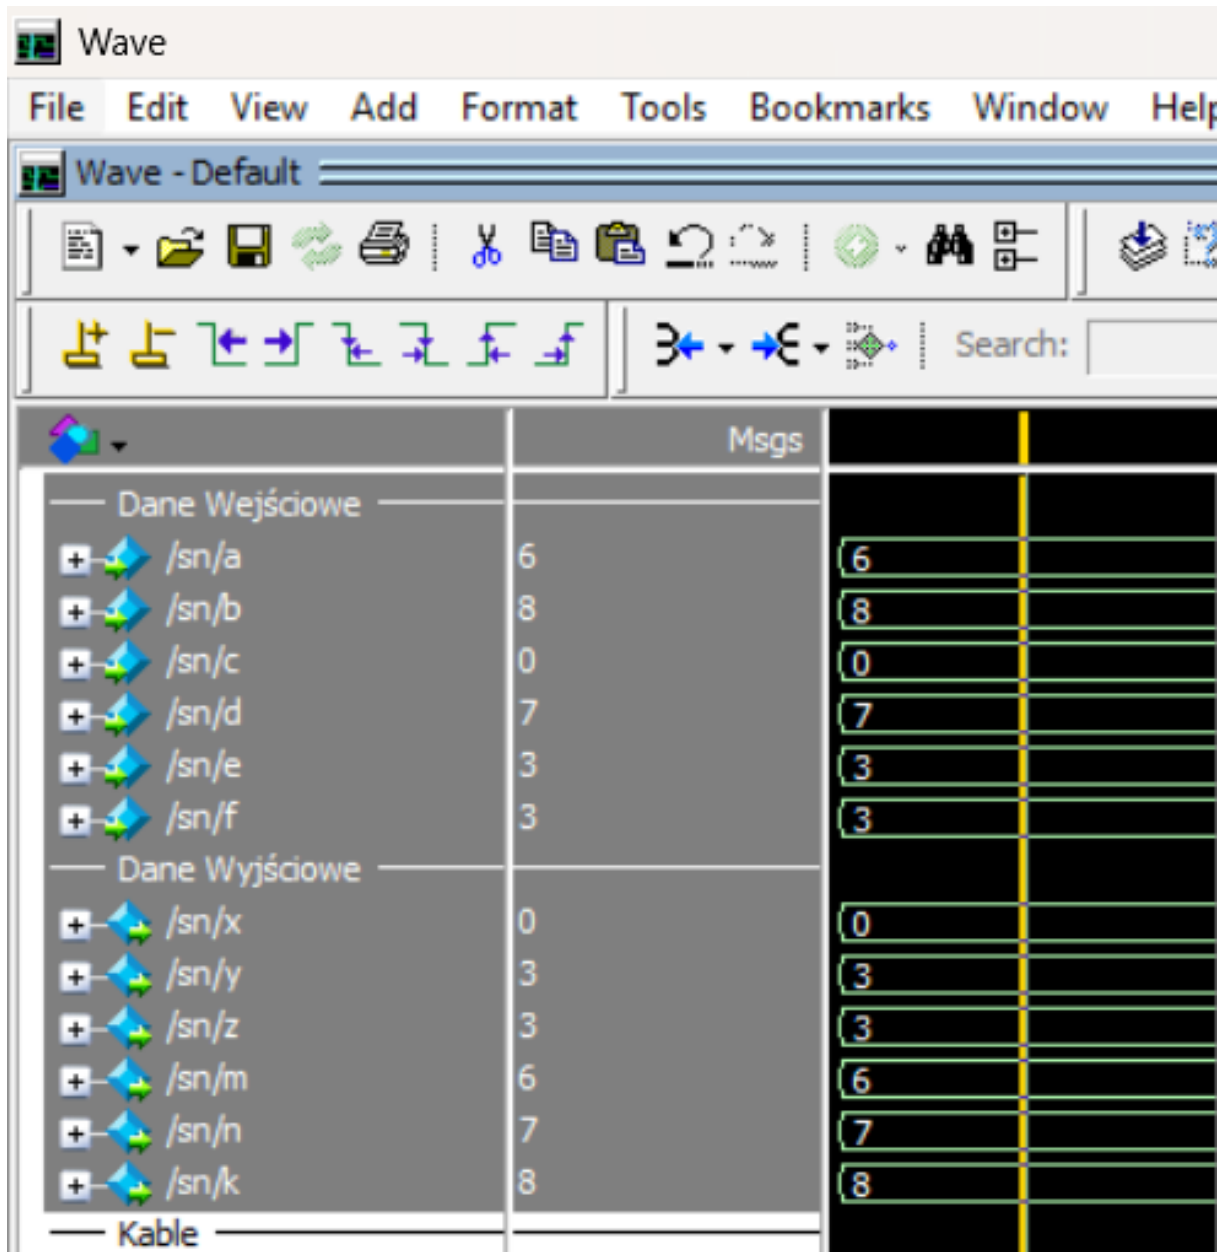 Wave
File Edit View Add Format Tools Bookmarks Window Help
Wave - Default
Search:
Msgs
Dane Wejściowe
/sn/a 6 6
/sn/b 8 8
/sn/c 0 0
/sn/d 7 7
/sn/e 3 3
/sn/f 3 3
Dane Wyjściowe
/sn/x 0 0
/sn/y 3 3
/sn/z 3 3
/sn/m 6 6
/sn/n 7 7
/sn/k 8 8
Kable